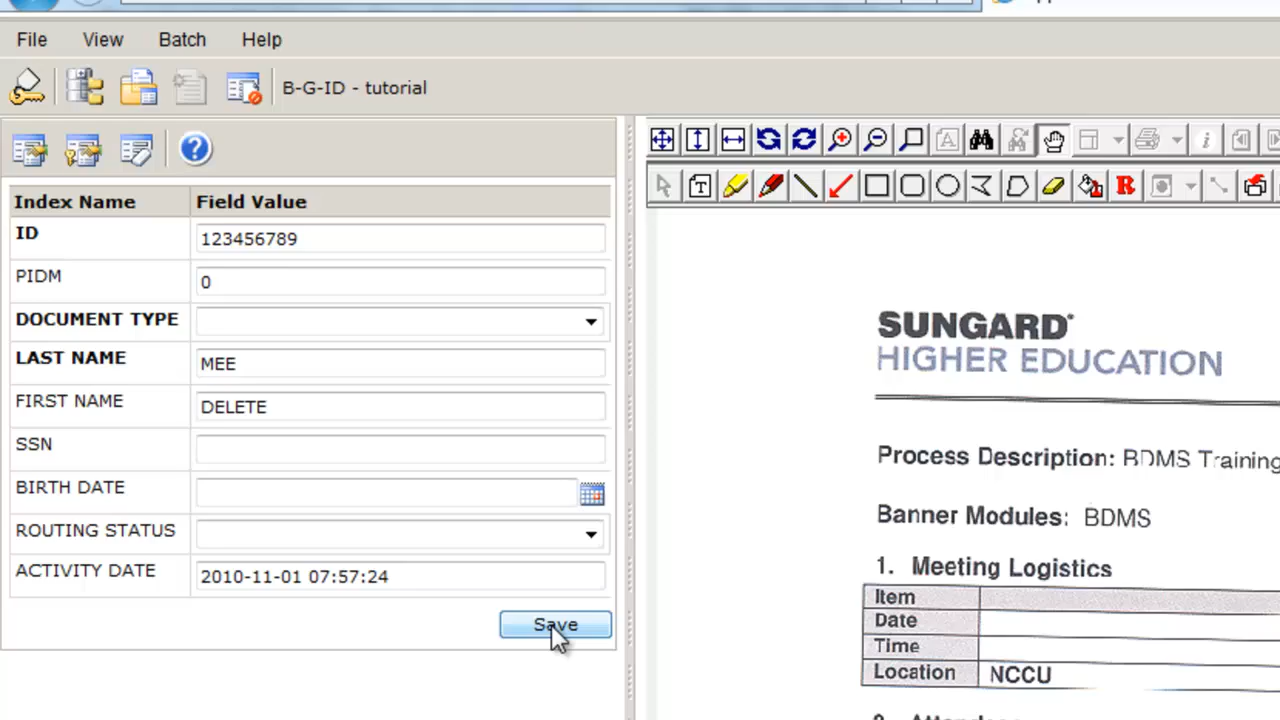 File View Batch Help
B-G-ID - tutorial
Index Name Field Value
ID 123456789
PIDM 0
DOCUMENT TYPE
LAST NAME MEE
FIRST NAME DELETE
SSN
BIRTH DATE
ROUTING STATUS
ACTIVITY DATE 2010-11-01 07:57:24
Save
A
T
R
SUNGARD
HIGHER EDUCATION
Process Description: BDMS Training
Banner Modules: BDMS
1. Meeting Logistics
Item
Date
Time
Location NCCU